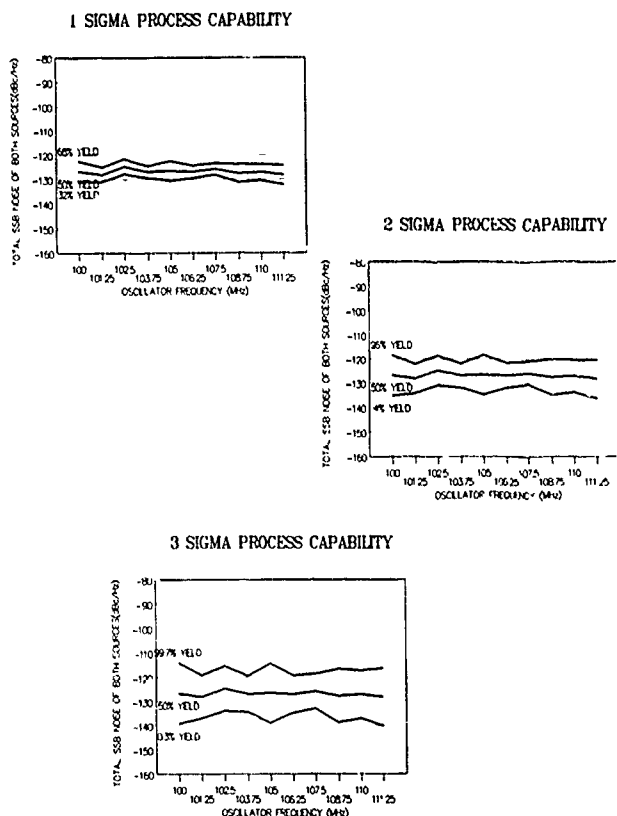 1 SIGMA PROCESS CAPABILITY
TOTAL SSB NOISE OF BOTH SOURCES(dBc/Hz)
-80
-90
-100
-110
-120
-130
-140
-150
-160
68% YIELD
50% YIELD
32% YIELD
100 101.25 102.5 103.75 105 106.25 107.5 108.75 110 111.25
OSCILLATOR FREQUENCY (MHz)
2 SIGMA PROCESS CAPABILITY
TOTAL SSB NOISE OF BOTH SOURCES(dBc/Hz)
-80
-90
-100
-110
-120
-130
-140
-150
-160
96% YIELD
50% YIELD
4% YIELD
100 101.25 102.5 103.75 105 106.25 107.5 108.75 110 111.25
OSCILLATOR FREQUENCY (MHz)
3 SIGMA PROCESS CAPABILITY
TOTAL SSB NOISE OF BOTH SOURCES(dBc/Hz)
-80
-90
-100
-110
-120
-130
-140
-150
-160
99.7% YIELD
50% YIELD
0.3% YIELD
100 101.25 102.5 103.75 105 106.25 107.5 108.75 110 111.25
OSCILLATOR FREQUENCY (MHz)